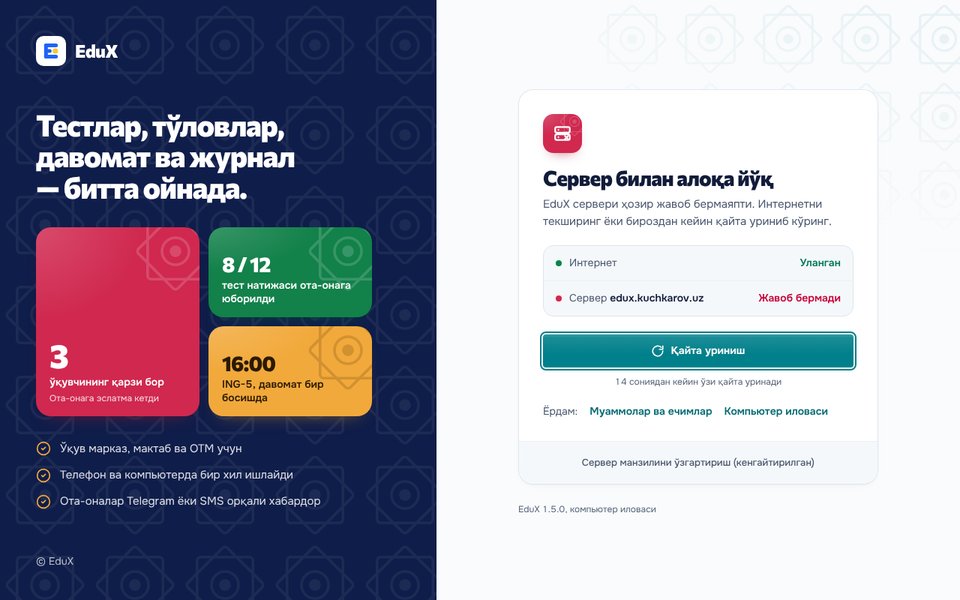 EduX
Тестлар, тўловлар,
давомат ва журнал
— битта ойнада.
3
ўқувчининг қарзи бор
Ота-онага эслатма кетди
8 / 12
тест натижаси ота-онага
юборилди
16:00
ING-5, давомат бир
босишда
Ўқув марказ, мактаб ва ОТМ учун
Телефон ва компьютерда бир хил ишлайди
Ота-оналар Telegram ёки SMS орқали хабардор
© EduX
Сервер билан алоқа йўқ
EduX сервери ҳозир жавоб бермаяпти. Интернетни
текширинг ёки бироздан кейин қайта уриниб кўринг.
Интернет Уланган
Сервер edux.kuchkarov.uz Жавоб бермади
Қайта уриниш
14 сониядан кейин ўзи қайта уринади
Ёрдам: Муаммолар ва ечимлар Компьютер иловаси
Сервер манзилини ўзгартириш (кенгайтирилган)
EduX 1.5.0, компьютер иловаси